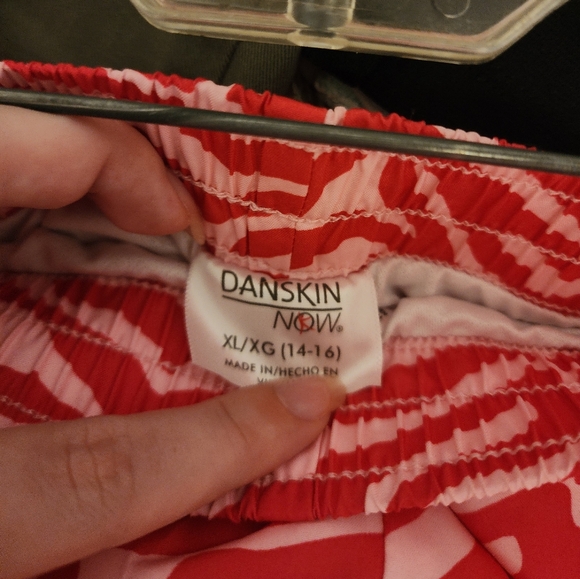 DANSKIN
NOW®
XL/XG (14-16)
MADE IN/HECHO EN